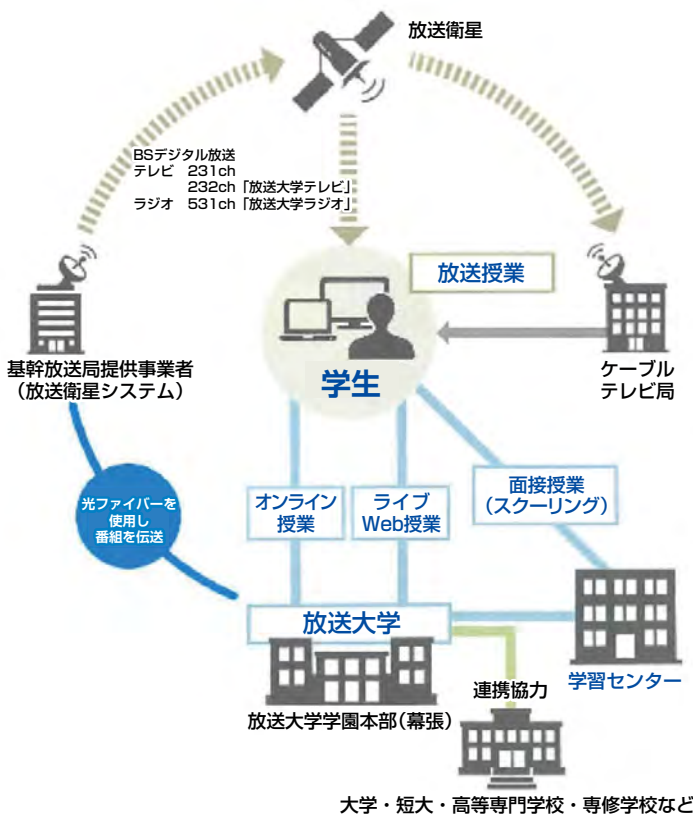 放送衛星
BSデジタル放送
テレビ 231ch
232ch「放送大学テレビ」
ラジオ 531ch「放送大学ラジオ」
放送授業
基幹放送局提供事業者
（放送衛星システム）
学生
ケーブル
テレビ局
光ファイバーを
使用し
番組を伝送
オンライン
授業
ライブ
Web授業
面接授業
（スクーリング）
放送大学
放送大学学園本部（幕張）
学習センター
連携協力
大学・短大・高等専門学校・専修学校など